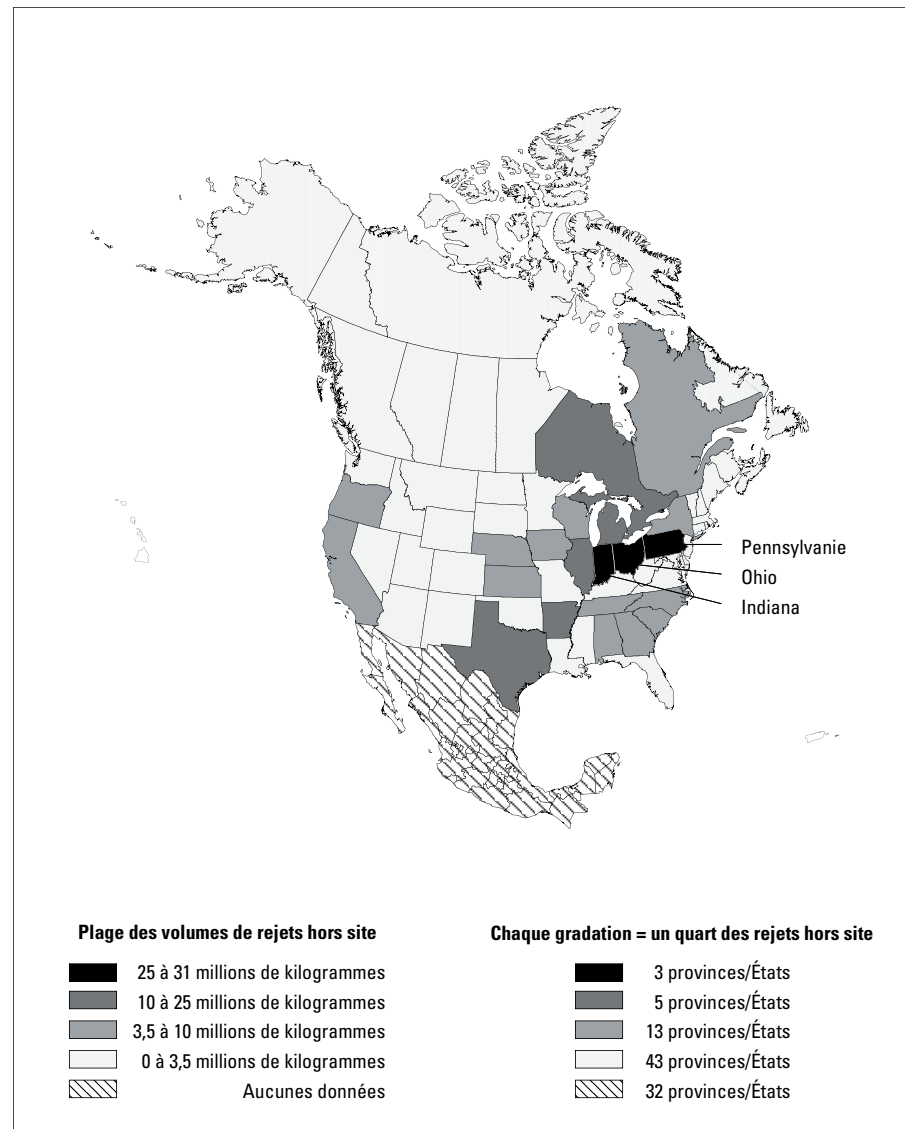 Pennsylvanie
Ohio
Indiana
Plage des volumes de rejets hors site
25 à 31 millions de kilogrammes
10 à 25 millions de kilogrammes
3,5 à 10 millions de kilogrammes
0 à 3,5 millions de kilogrammes
Aucunes données
Chaque gradation = un quart des rejets hors site
3 provinces/États
5 provinces/États
13 provinces/États
43 provinces/États
32 provinces/États